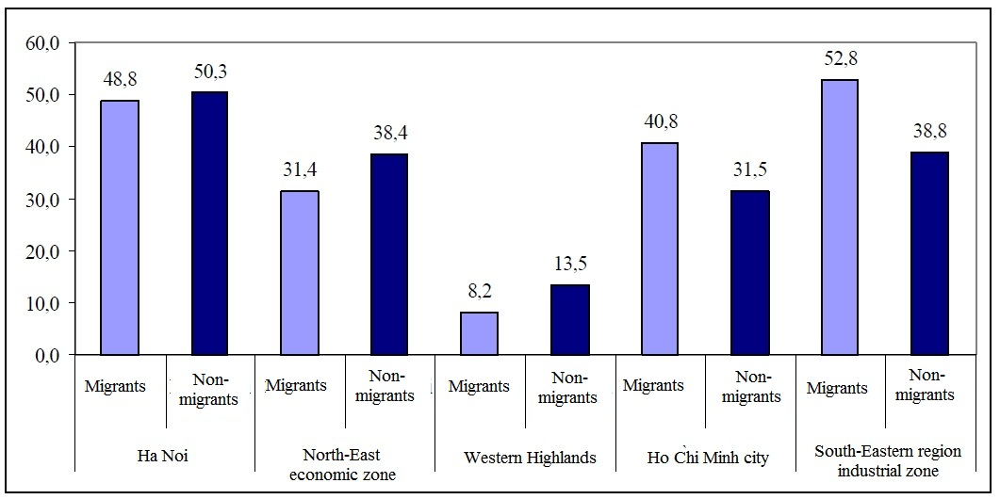 60,0
50,0
40,0
30,0
20,0
10,0
0,0
48,8
50,3
31,4
38,4
8,2
13,5
40,8
31,5
52,8
38,8
Migrants
Non-
migrants
Migrants
Non-
migrants
Migrants
Non-
migrants
Migrants
Non-
migrants
Migrants
Non-
migrants
Ha Noi
North-East
economic zone
Western Highlands
Ho Chi Minh city
South-Eastern region
industrial zone